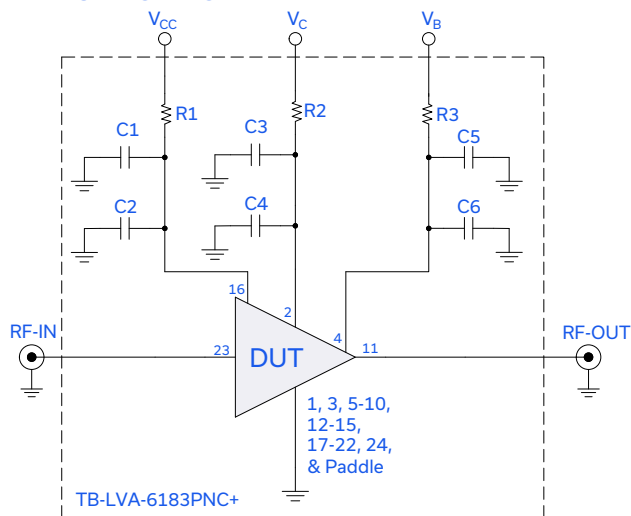 VCC
VC
VB
R1
R2
R3
C1
C3
C5
C2
C4
C6
16
2
4
RF-IN
23
DUT
11
RF-OUT
1, 3, 5-10,
12-15,
17-22, 24,
& Paddle
TB-LVA-6183PNC+